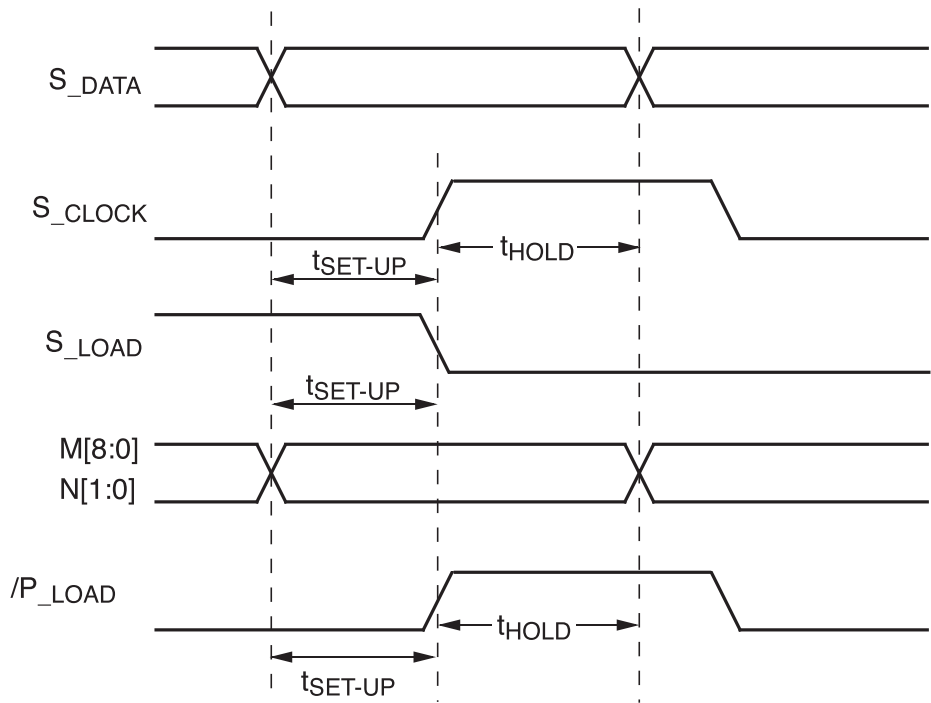 S_DATA
S_CLOCK
tHOLD
tSET-UP
S_LOAD
tSET-UP
M[8:0]
N[1:0]
/P_LOAD
tHOLD
tSET-UP